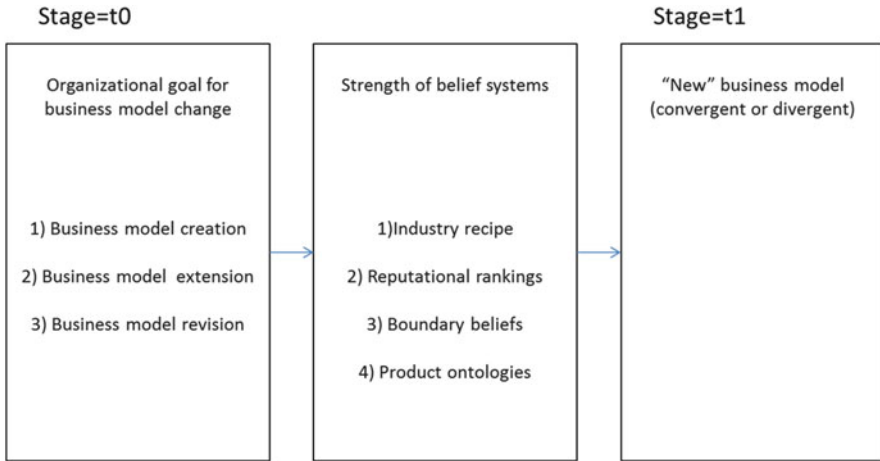 Stage=t0
Stage=t1
Organizational goal for
business model change
1) Business model creation
2) Business model extension
3) Business model revision
Strength of belief systems
1)Industry recipe
2) Reputational rankings
3) Boundary beliefs
4) Product ontologies
“New” business model
(convergent or divergent)